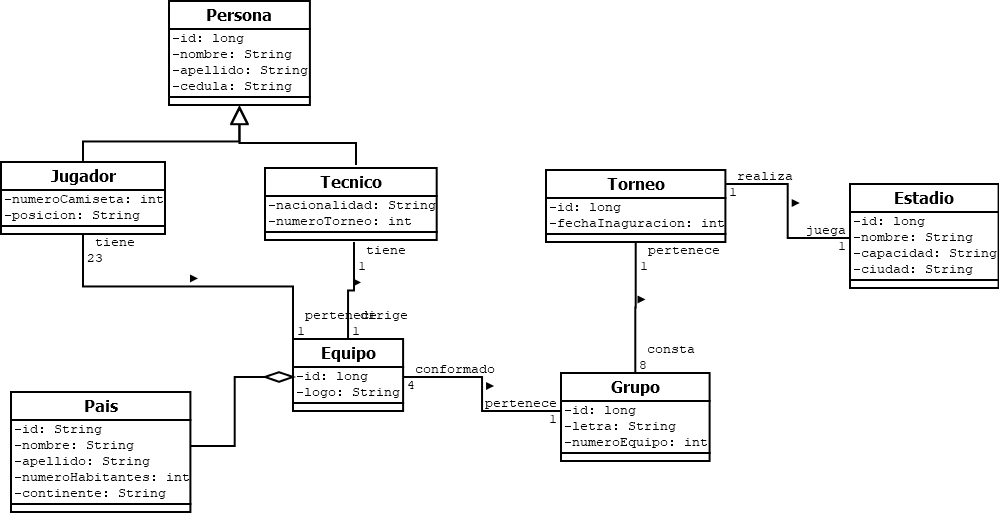 Persona
-id: long
-nombre: String
-apellido: String
-cedula: String
Jugador
-numeroCamiseta: int
-posicion: String
Tecnico
-nacionalidad: String
-numeroTorneo: int
Torneo
-id: long
-fechaInaguracion: int
Estadio
-id: long
-nombre: String
-capacidad: String
-ciudad: String
realiza
1
juega
1
tiene
23
tiene
1
pertenece
1
pertenece
1
dirige
1
Equipo
-id: long
-logo: String
conformado
4
pertenece
1
consta
8
Grupo
-id: long
-letra: String
-numeroEquipo: int
Pais
-id: String
-nombre: String
-apellido: String
-numeroHabitantes: int
-continente: String